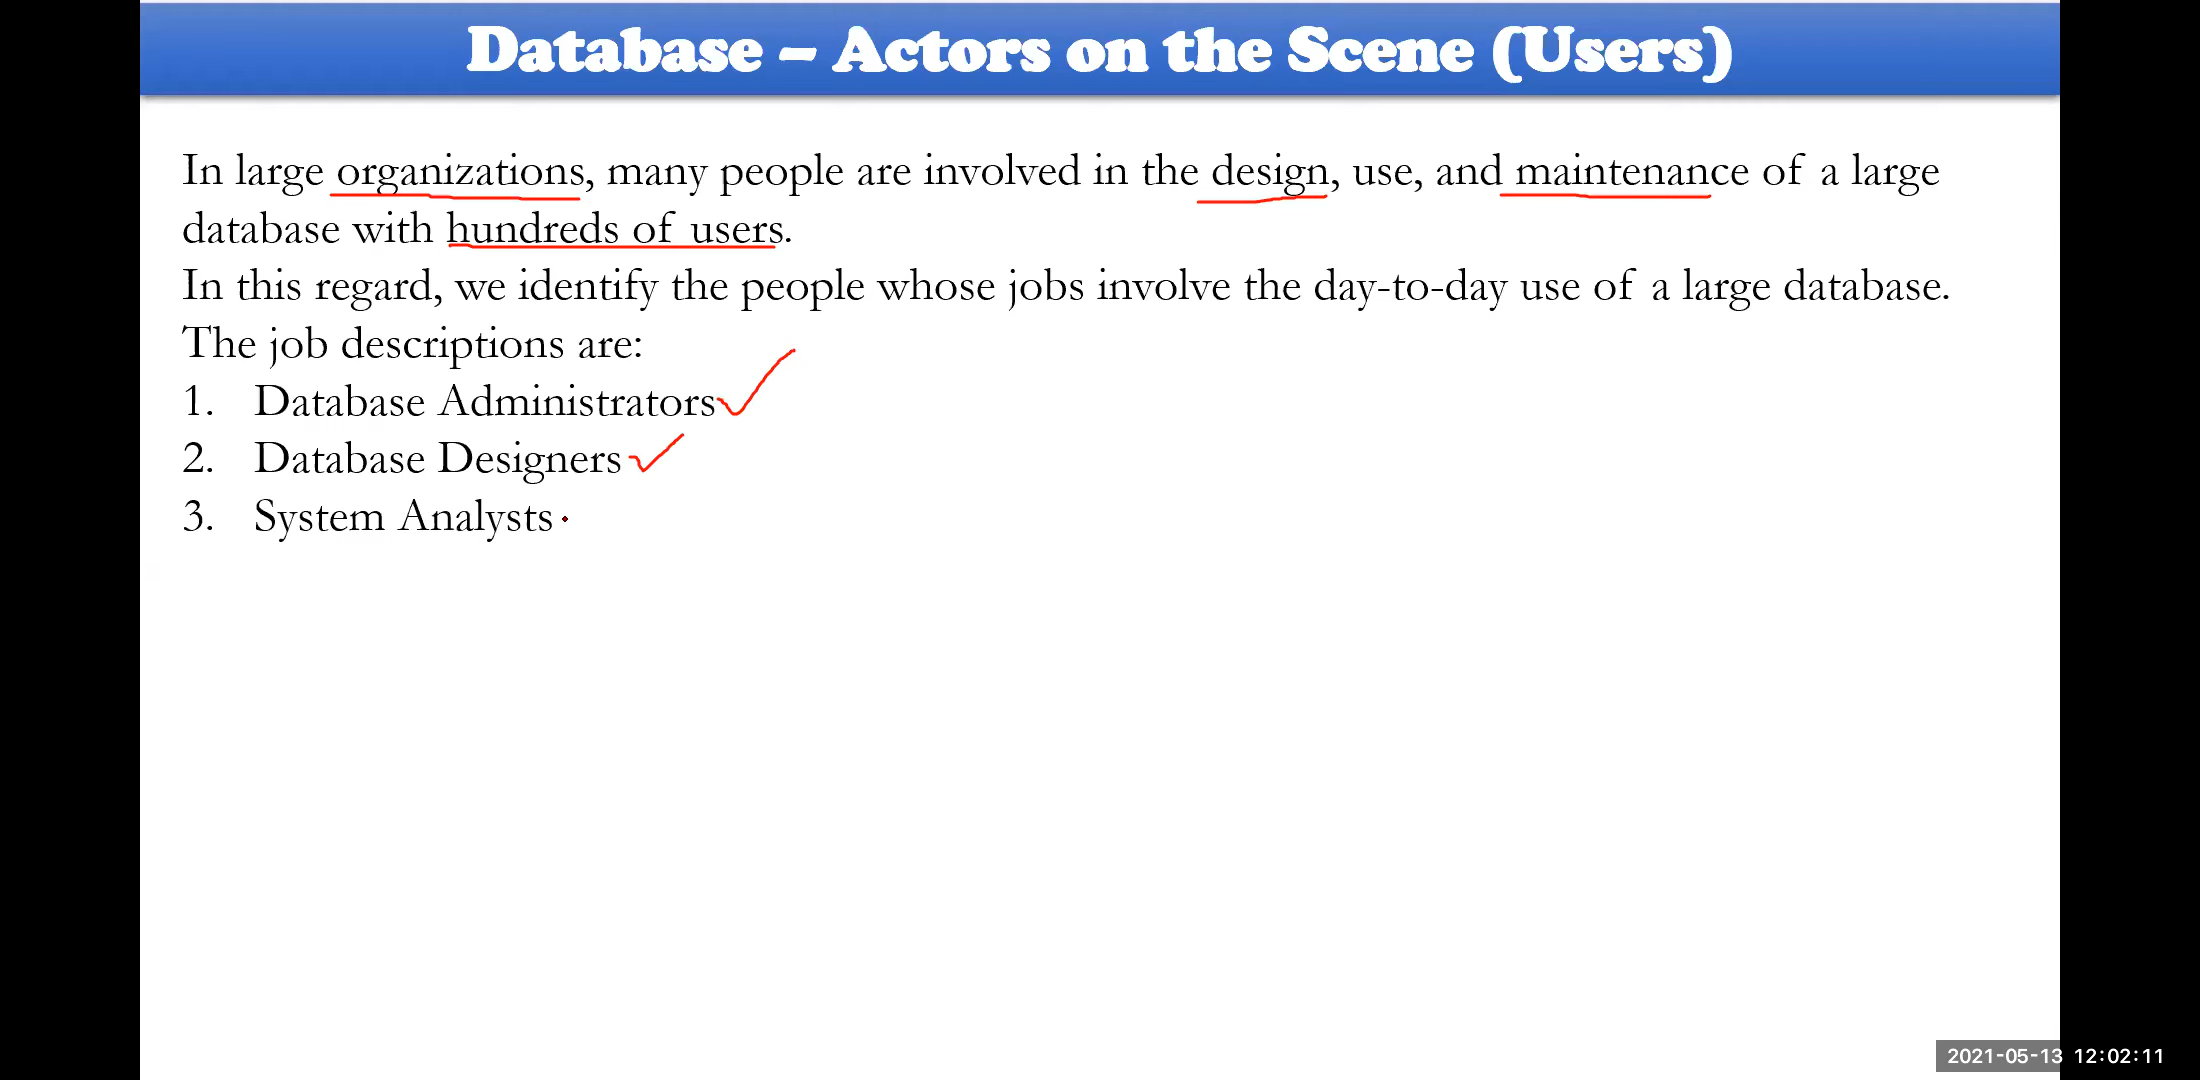 Database – Actors on the Scene (Users)
In large organizations, many people are involved in the design, use, and maintenance of a large
database with hundreds of users.
In this regard, we identify the people whose jobs involve the day-to-day use of a large database.
The job descriptions are:
1. Database Administrators
2. Database Designers
3. System Analysts
2021-05-13 12:02:11